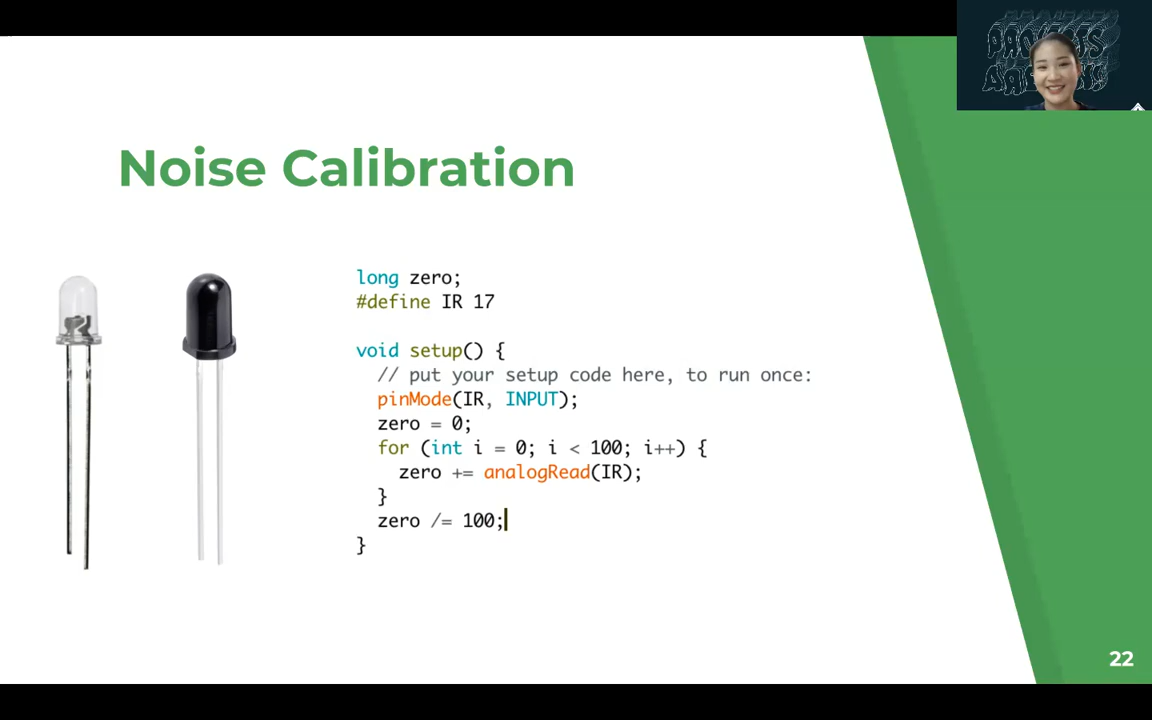 Noise Calibration
long zero;
#define IR 17
void setup() {
// put your setup code here, to run once:
pinMode(IR, INPUT);
zero = 0;
for (int i = 0; i < 100; i++) {
zero += analogRead(IR);
}
zero /= 100;
}
22